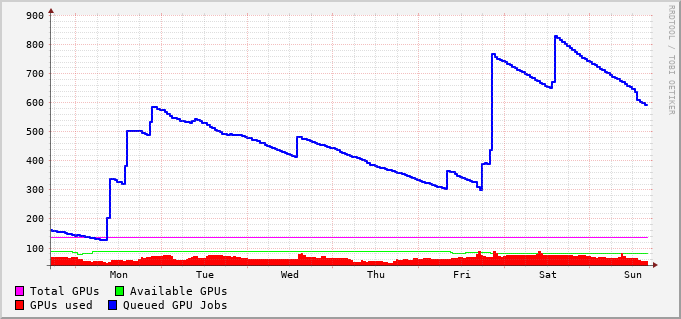 900
800
700
600
500
400
300
200
100
Mon Tue Wed Thu Fri Sat Sun
RRDTOOL / TOBI OETIKER
Total GPUs Available GPUs
GPUs used Queued GPU Jobs